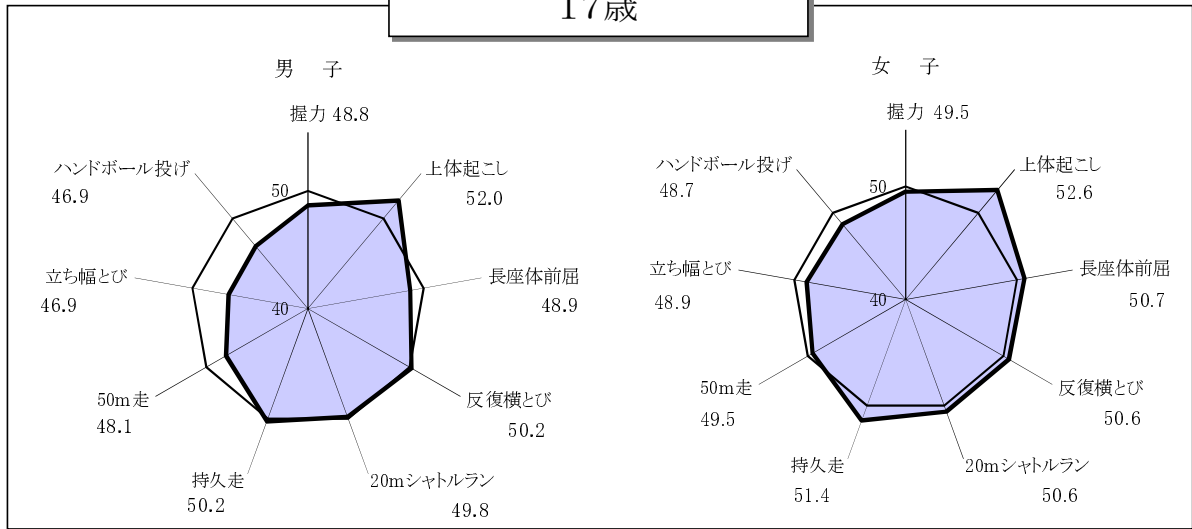 17歳
男 子
握力 48.8
上体起こし
52.0
長座体前屈
48.9
反復横とび
50.2
20mシャトルラン
49.8
持久走
50.2
50m走
48.1
立ち幅とび
46.9
ハンドボール投げ
46.9
50
40
女 子
握力 49.5
上体起こし
52.6
長座体前屈
50.7
反復横とび
50.6
20mシャトルラン
50.6
持久走
51.4
50m走
49.5
立ち幅とび
48.9
ハンドボール投げ
48.7
50
40